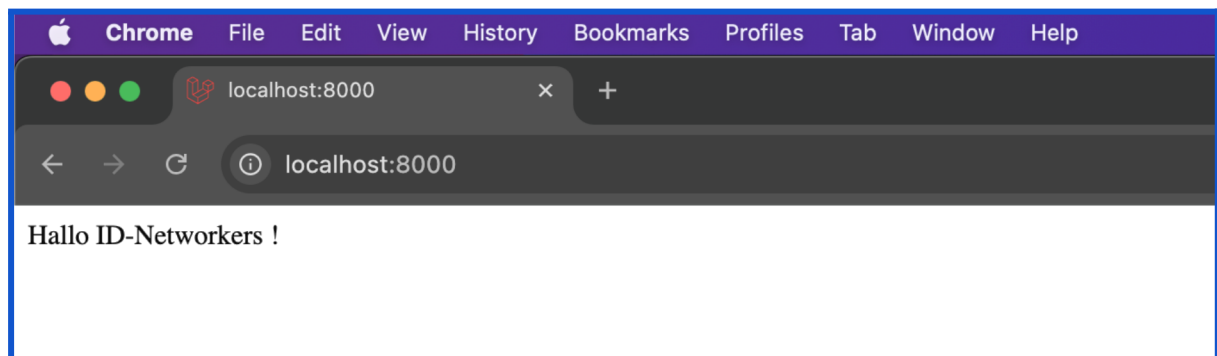 Chrome File Edit View History Bookmarks Profiles Tab Window Help
localhost:8000
localhost:8000
Hallo ID-Networkers !